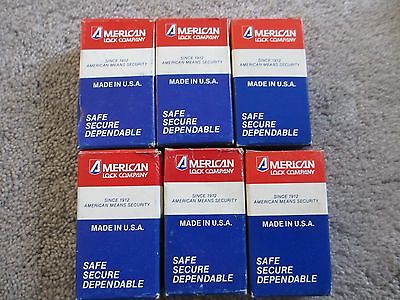 AMERICAN
LOCK COMPANY
SINCE 1912
AMERICAN MEANS SECURITY
MADE IN U.S.A.
SAFE
SECURE
DEPENDABLE
AMERICAN
LOCK COMPANY
SINCE 1912
AMERICAN MEANS SECURITY
MADE IN U.S.A.
SAFE
SECURE
DEPENDABLE
AMERICAN
LOCK COMPANY
SINCE 1912
AMERICAN MEANS SECURITY
MADE IN U.S.A.
SAFE
SECURE
DEPENDABLE
AMERICAN
LOCK COMPANY
SINCE 1912
AMERICAN MEANS SECURITY
MADE IN U.S.A.
SAFE
SECURE
DEPENDABLE
AMERICAN
LOCK COMPANY
SINCE 1912
AMERICAN MEANS SECURITY
MADE IN U.S.A.
SAFE
SECURE
DEPENDABLE
AMERICAN
LOCK COMPANY
SINCE 1912
AMERICAN MEANS SECURITY
MADE IN U.S.A.
SAFE
SECURE
DEPENDABLE